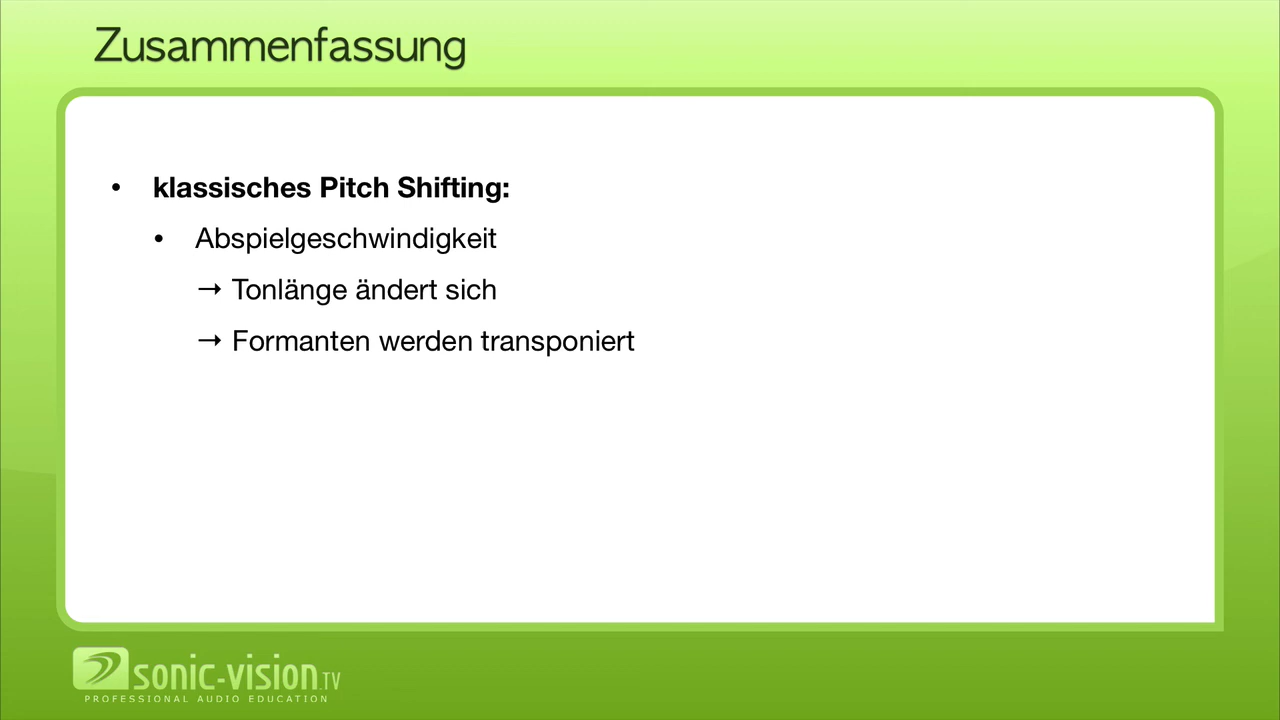 Zusammenfassung
• klassisches Pitch Shifting:
• Abspielgeschwindigkeit
→ Tonlänge ändert sich
→ Formanten werden transponiert
sonic-vision.TV
PROFESSIONAL AUDIO EDUCATION